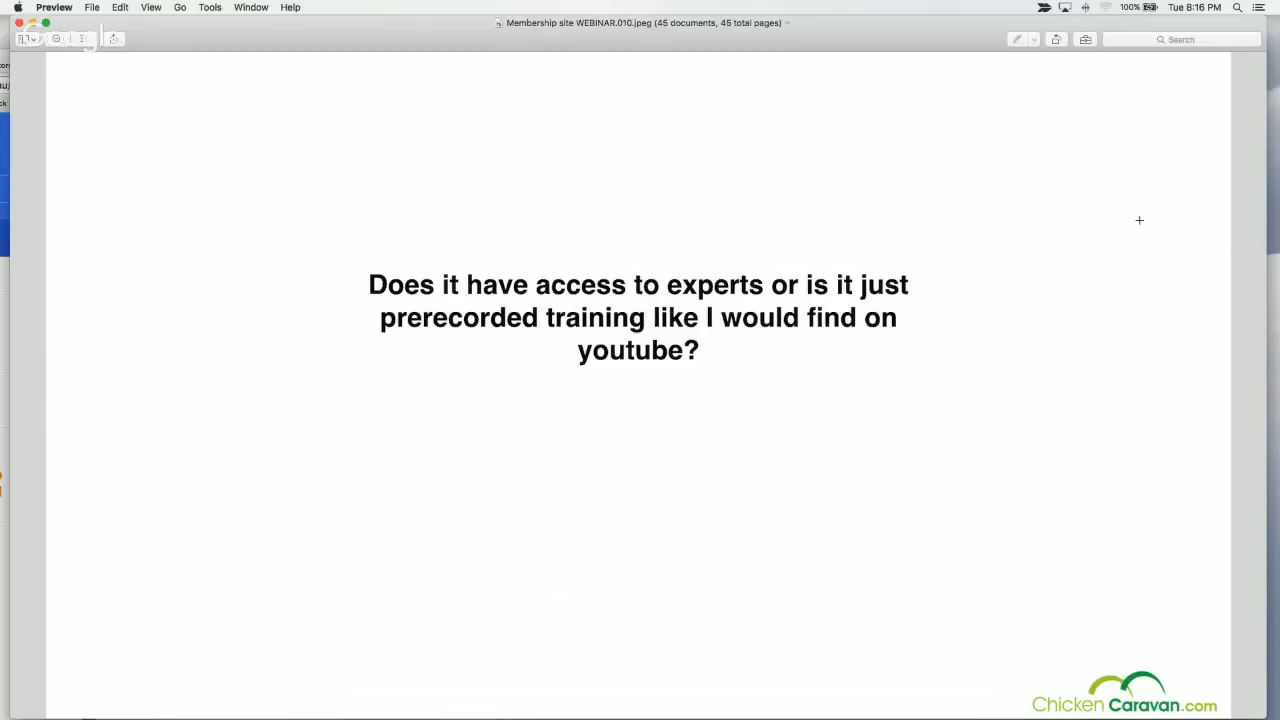 Preview File Edit View Go Tools Window Help 100% Tue 8:16 PM
Membership site WEBINAR.010.jpeg (45 documents, 45 total pages)
Search
Does it have access to experts or is it just
prerecorded training like I would find on
youtube?
Chicken Caravan.com